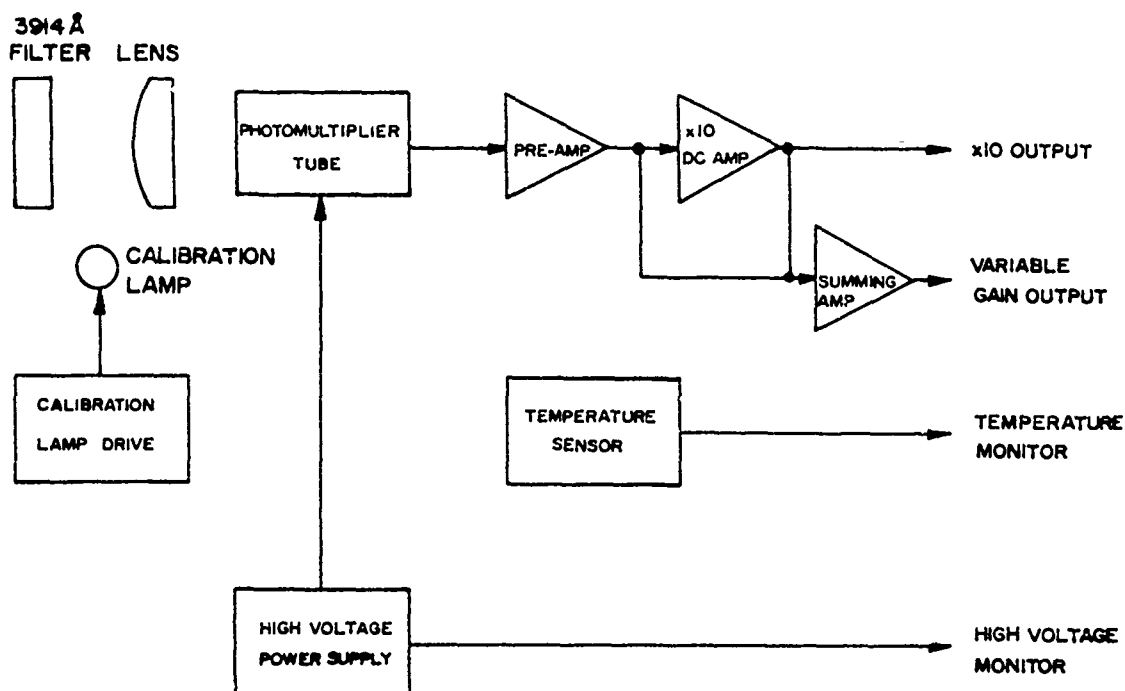 3914 Å
FILTER
LENS
PHOTOMULTIPLIER
TUBE
PRE-AMP
x10
DC AMP
x10 OUTPUT
CALIBRATION
LAMP
SUMMING
AMP
VARIABLE
GAIN OUTPUT
CALIBRATION
LAMP DRIVE
TEMPERATURE
SENSOR
TEMPERATURE
MONITOR
HIGH VOLTAGE
POWER SUPPLY
HIGH VOLTAGE
MONITOR